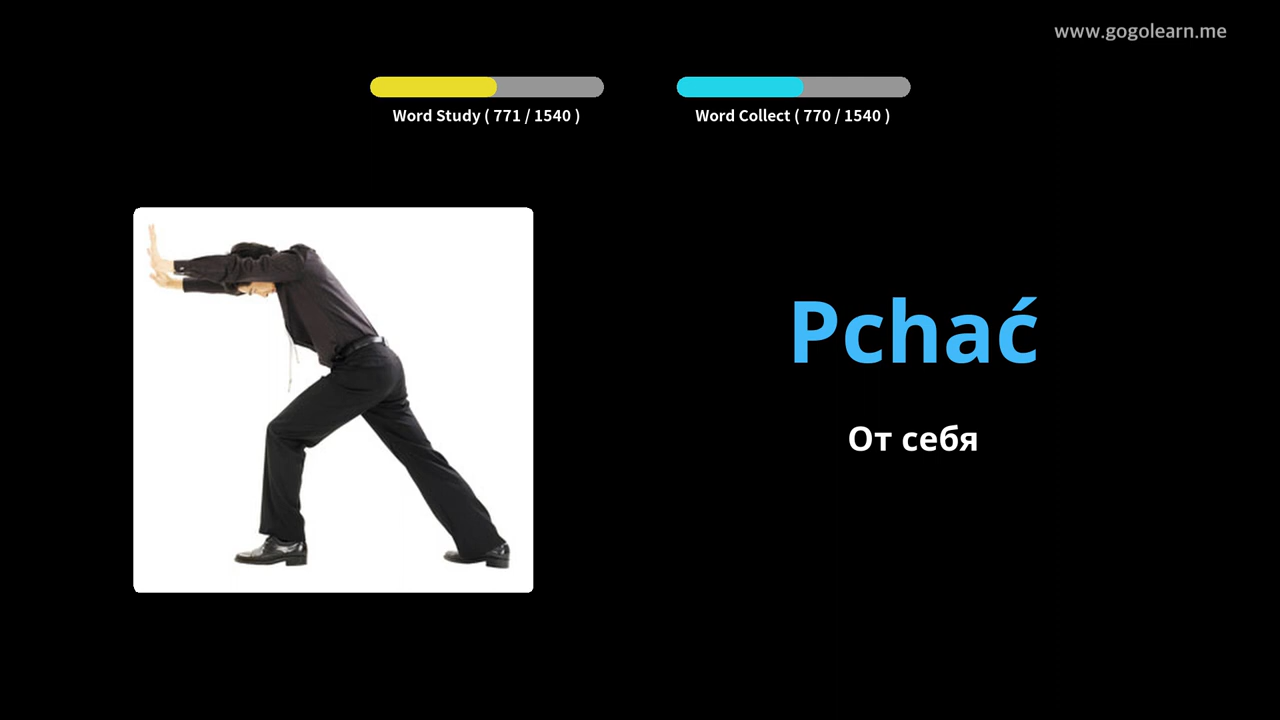 www.gogolearn.me
Word Study ( 771 / 1540 )
Word Collect ( 770 / 1540 )
Pchać
От себя